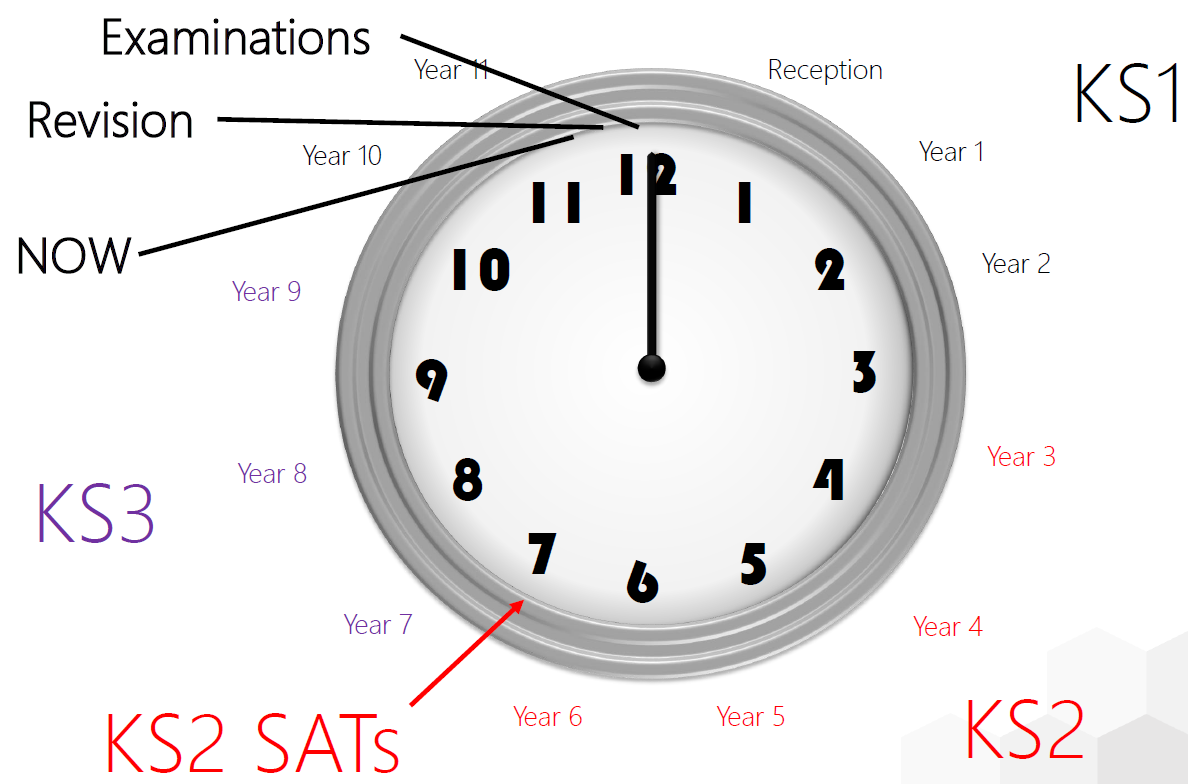 Examinations
Year 11
Reception
KS1
Revision
Year 10
Year 1
12
11
1
NOW
Year 2
10
2
Year 9
9
3
Year 3
8
4
Year 8
KS3
7
5
6
Year 7
Year 4
KS2 SATs
Year 6
Year 5
KS2